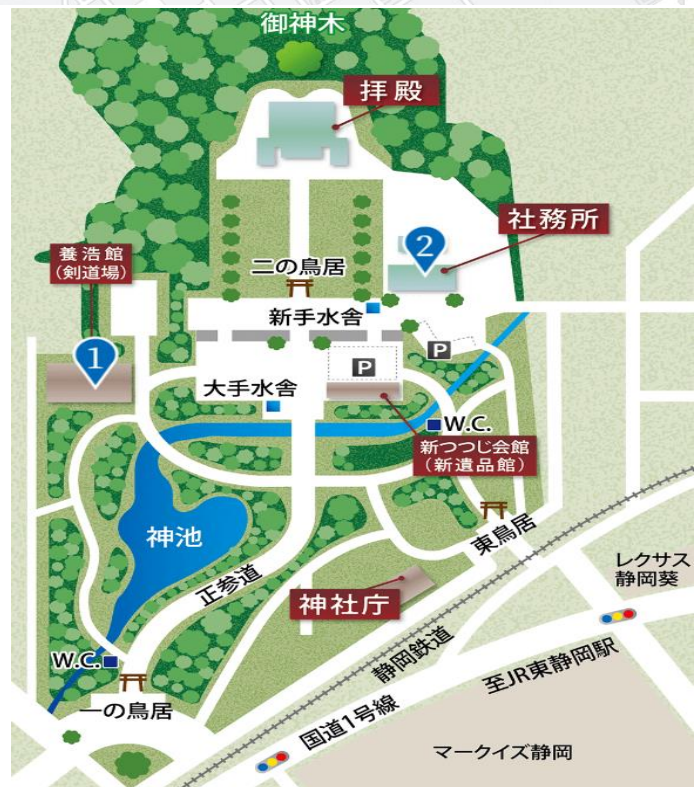 御神木
拝殿
社務所
2
養浩館
(剣道場)
二の鳥居
新手水舎
1
P
P
大手水舎
W.C.
新つつじ会館
(新遺品館)
神池
東鳥居
正参道
レクサス
静岡葵
神社庁
静岡鉄道
W.C.
至JR東静岡駅
一の鳥居
国道1号線
マークイズ静岡